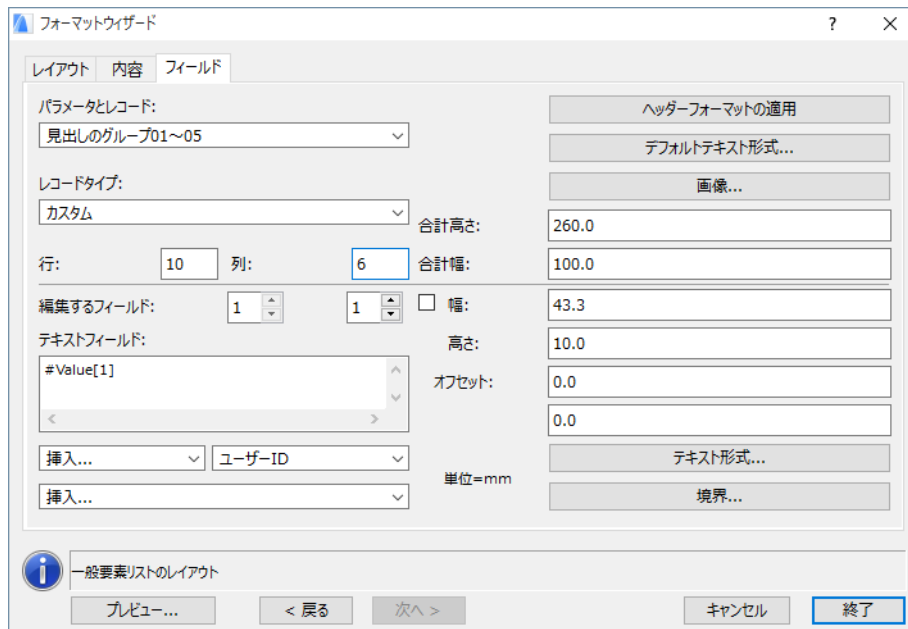 フォーマットウィザード ?
レイアウト 内容 フィールド
パラメータとレコード:
見出しのグループ01～05
ヘッダーフォーマットの適用
デフォルトテキスト形式...
レコードタイプ:
画像...
カスタム
合計高さ: 260.0
行: 10 列: 6 合計幅: 100.0
編集するフィールド: 1 1 幅: 43.3
テキストフィールド:
高さ: 10.0
#Value[1]
オフセット: 0.0
0.0
挿入... ユーザーID
テキスト形式...
単位=mm
挿入...
境界...
一般要素リストのレイアウト
プレビュー... < 戻る 次へ > キャンセル 終了